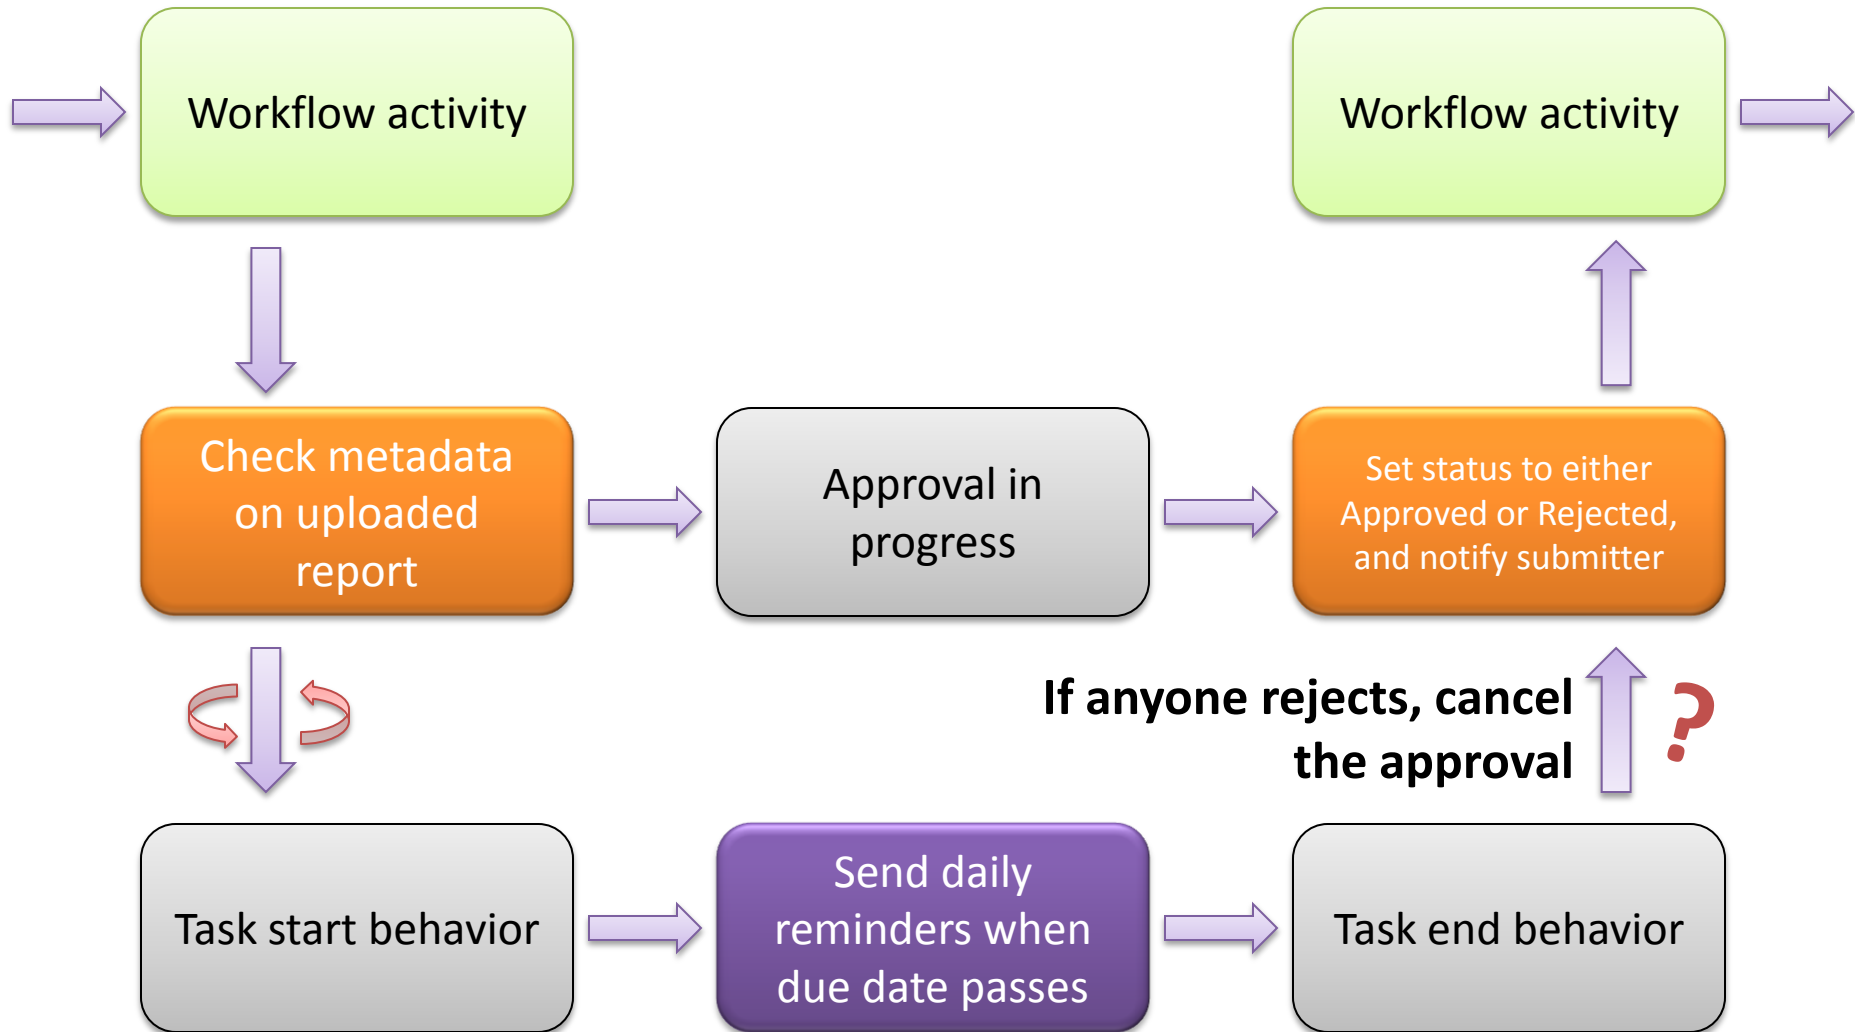 Workflow activity
Workflow activity
Check metadata
on uploaded
report
Approval in
progress
Set status to either
Approved or Rejected,
and notify submitter
If anyone rejects, cancel
the approval
?
Task start behavior
Send daily
reminders when
due date passes
Task end behavior